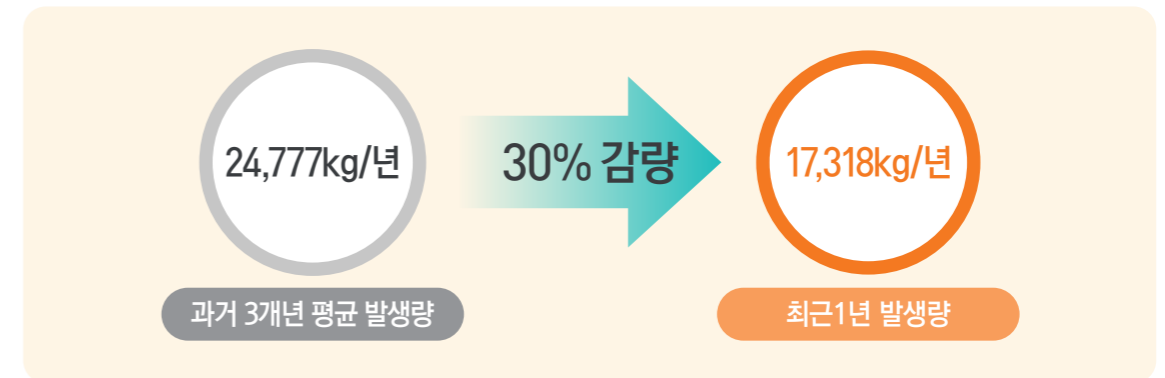 24,777kg/년
30% 감량
17,318kg/년
과거 3개년 평균 발생량
최근1년 발생량